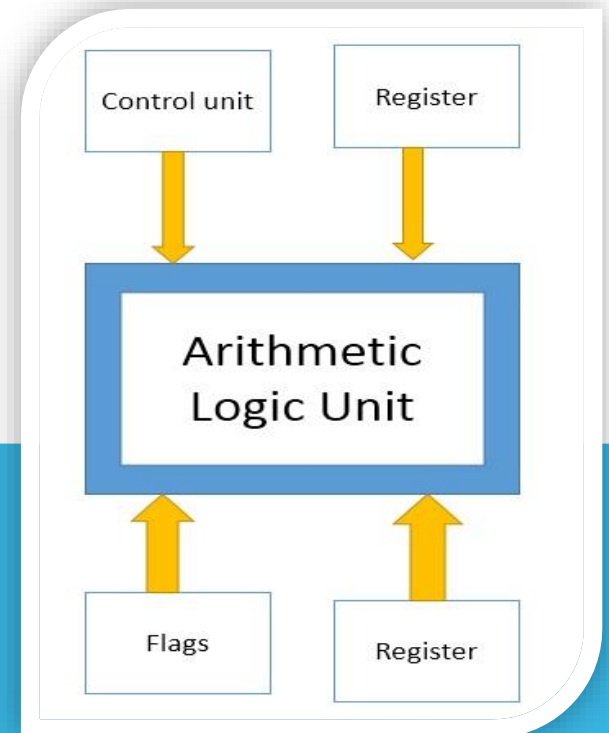 Control unit
Register
Arithmetic
Logic Unit
Flags
Register